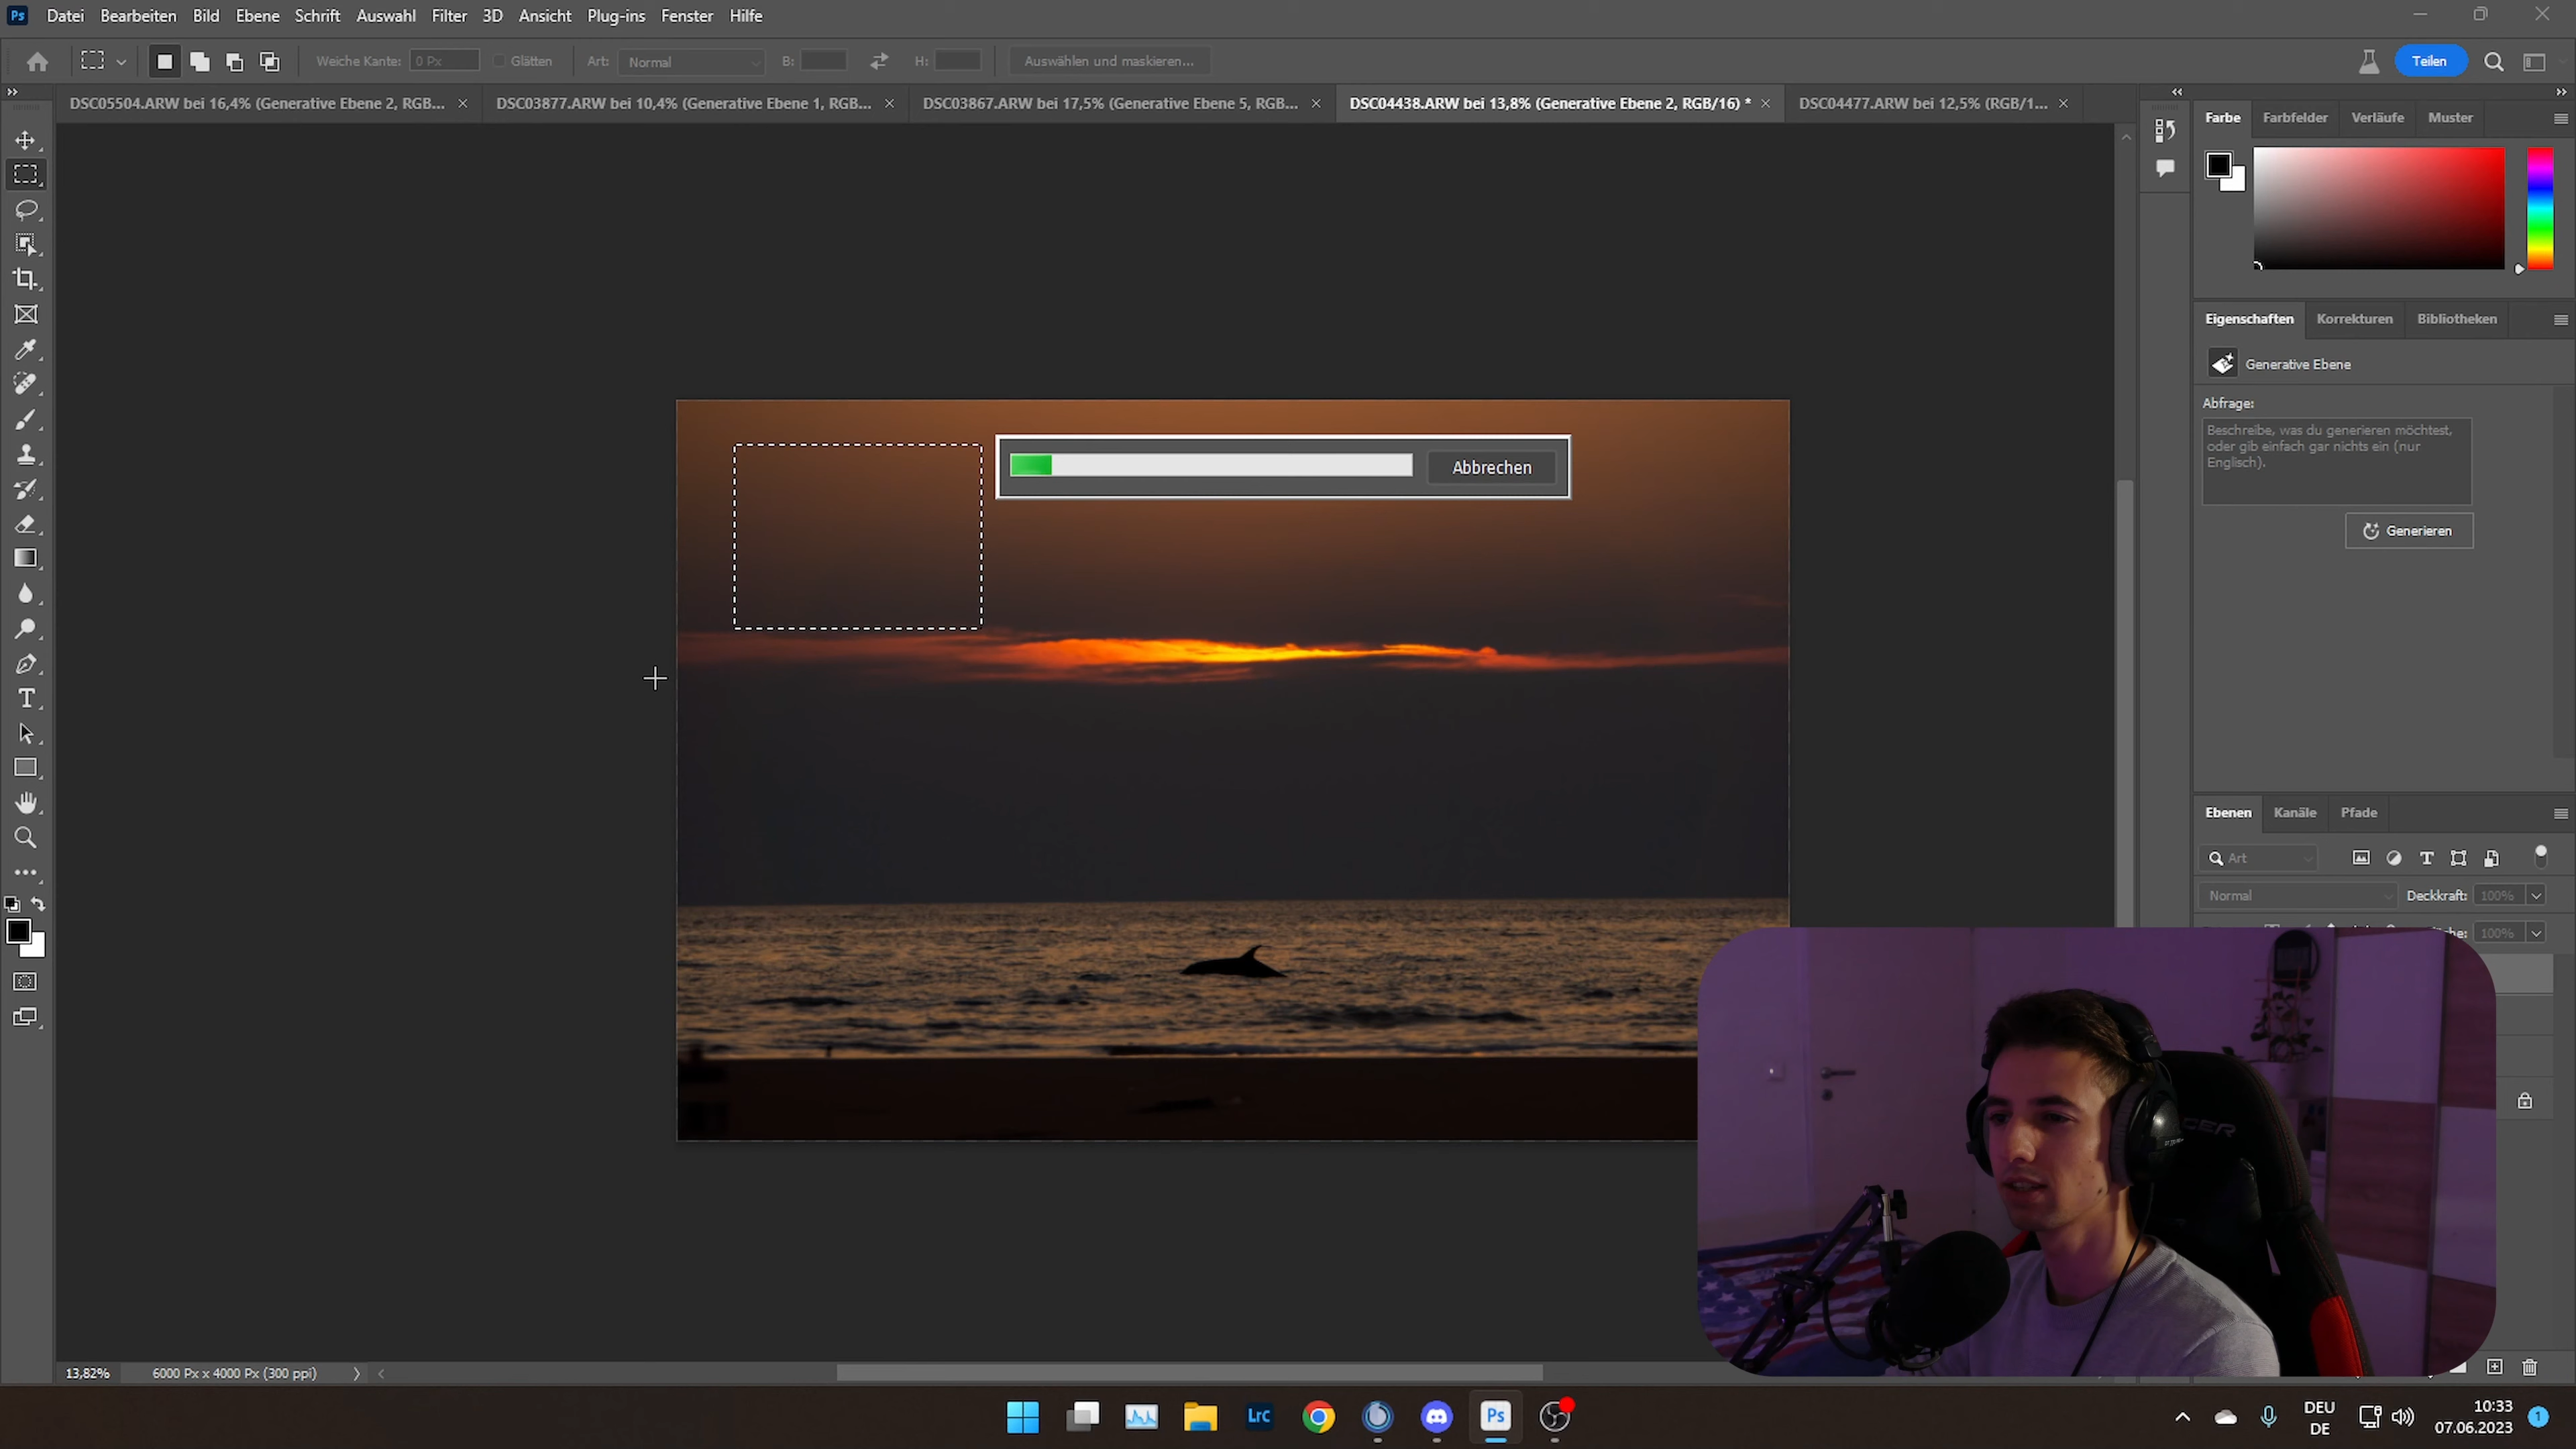 Ps Datei Bearbeiten Bild Ebene Schrift Auswahl Filter 3D Ansicht Plug-ins Fenster Hilfe
Weiche Kante: 0 Px Glätten Art: Normal B: H: Auswählen und maskieren... Teilen
DSC05504.ARW bei 16,4% (Generative Ebene 2, RGB... DSC03877.ARW bei 10,4% (Generative Ebene 1, RGB... DSC03867.ARW bei 17,5% (Generative Ebene 5, RGB... DSC04438.ARW bei 13,8% (Generative Ebene 2, RGB/16) * DSC04477.ARW bei 12,5% (RGB/1...
Farbe Farbfelder Verläufe Muster
Eigenschaften Korrekturen Bibliotheken
Generative Ebene
Abfrage:
Beschreibe, was du generieren möchtest,
oder gib einfach gar nichts ein (nur
Englisch).
Generieren
Abbrechen
Ebenen Kanäle Pfade
Art
Normal Deckkraft: 100%
che: 100%
13,82% 6000 Px x 4000 Px (300 ppi)
Lrc Ps
DEU
DE
10:33
07.06.2023
1